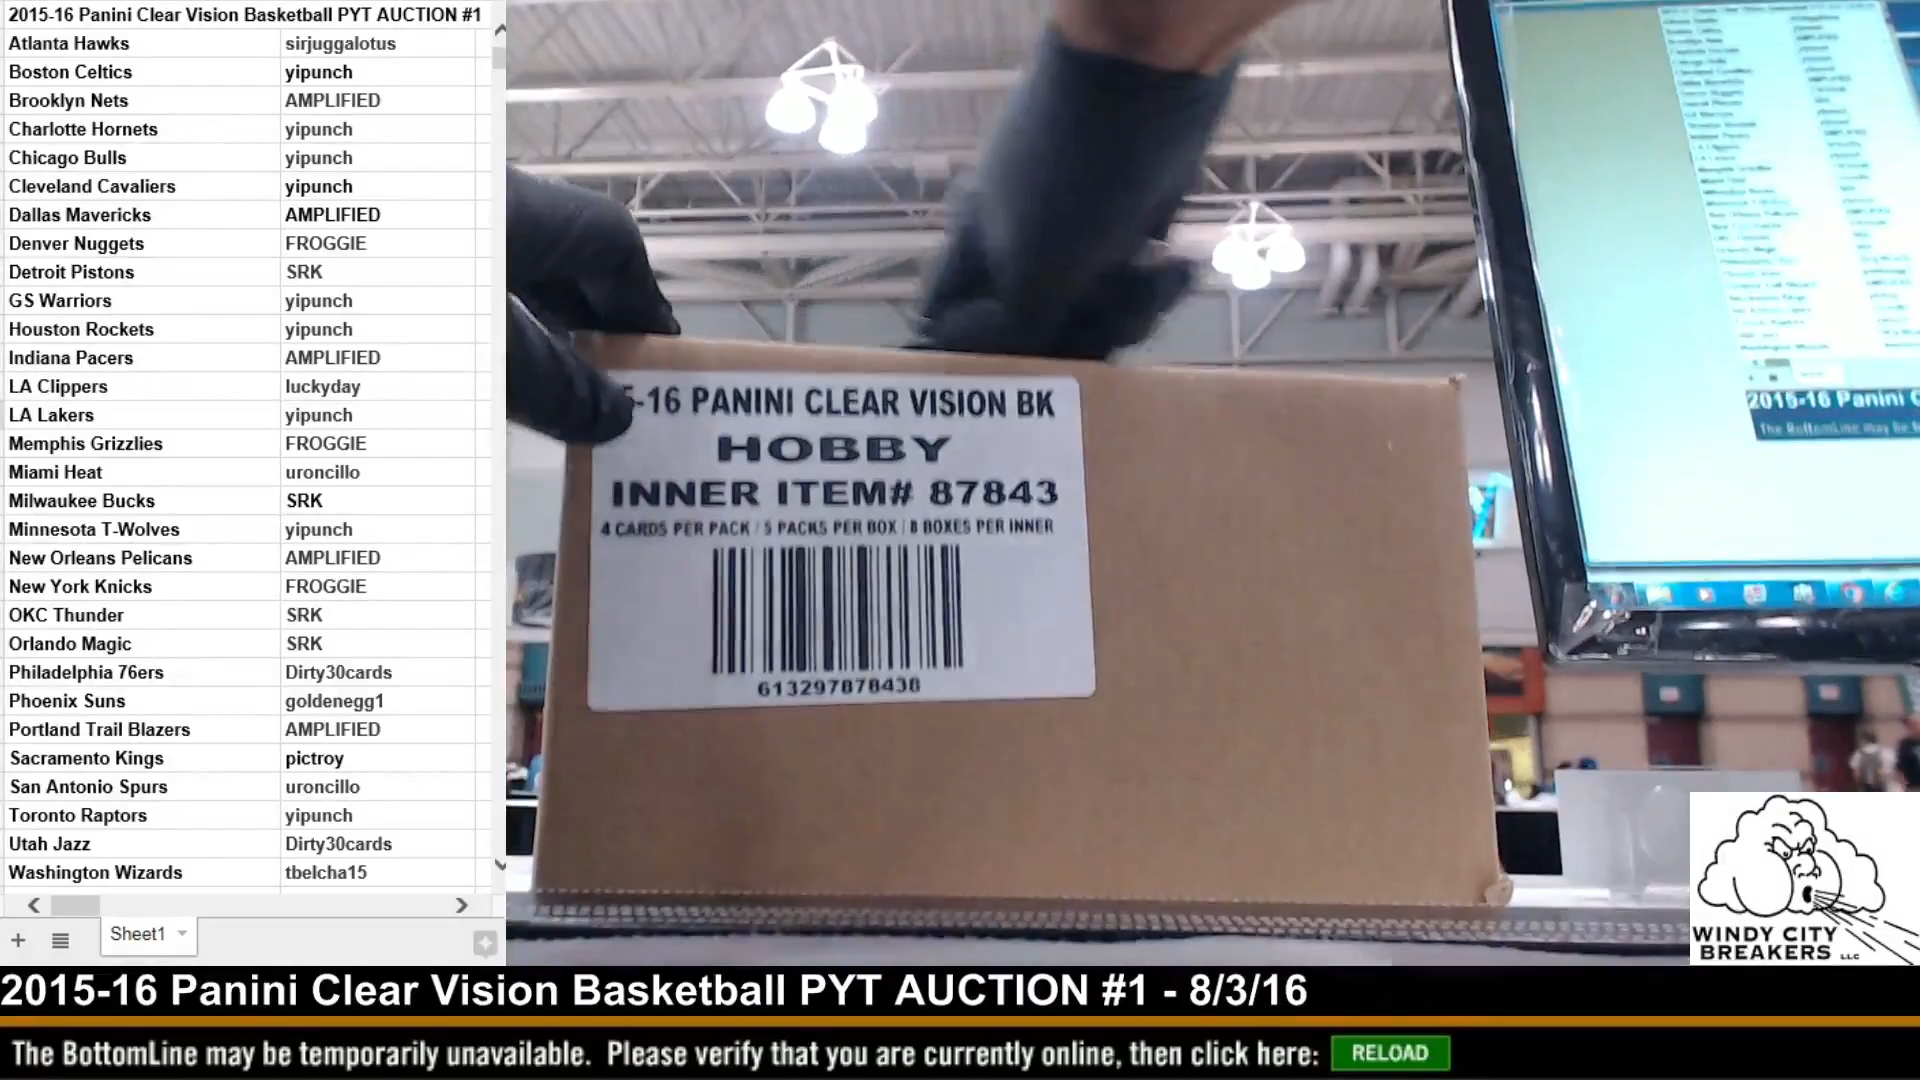 2015-16 Panini Clear Vision Basketball PYT AUCTION #1
Atlanta Hawks sirjuggalotus
Boston Celtics yipunch
Brooklyn Nets AMPLIFIED
Charlotte Hornets yipunch
Chicago Bulls yipunch
Cleveland Cavaliers yipunch
Dallas Mavericks AMPLIFIED
Denver Nuggets FROGGIE
Detroit Pistons SRK
GS Warriors yipunch
Houston Rockets yipunch
Indiana Pacers AMPLIFIED
LA Clippers luckyday
LA Lakers yipunch
Memphis Grizzlies FROGGIE
Miami Heat uroncillo
Milwaukee Bucks SRK
Minnesota T-Wolves yipunch
New Orleans Pelicans AMPLIFIED
New York Knicks FROGGIE
OKC Thunder SRK
Orlando Magic SRK
Philadelphia 76ers Dirty30cards
Phoenix Suns goldenegg1
Portland Trail Blazers AMPLIFIED
Sacramento Kings pictroy
San Antonio Spurs uroncillo
Toronto Raptors yipunch
Utah Jazz Dirty30cards
Washington Wizards tbelcha15
Sheet1
5-16 PANINI CLEAR VISION BK
HOBBY
INNER ITEM# 87843
4 CARDS PER PACK / 5 PACKS PER BOX / 8 BOXES PER INNER
613297878438
2015-16 Panini C
The BottomLine may be
WINDY CITY
BREAKERS LLC
2015-16 Panini Clear Vision Basketball PYT AUCTION #1 - 8/3/16
The BottomLine may be temporarily unavailable. Please verify that you are currently online, then click here: RELOAD